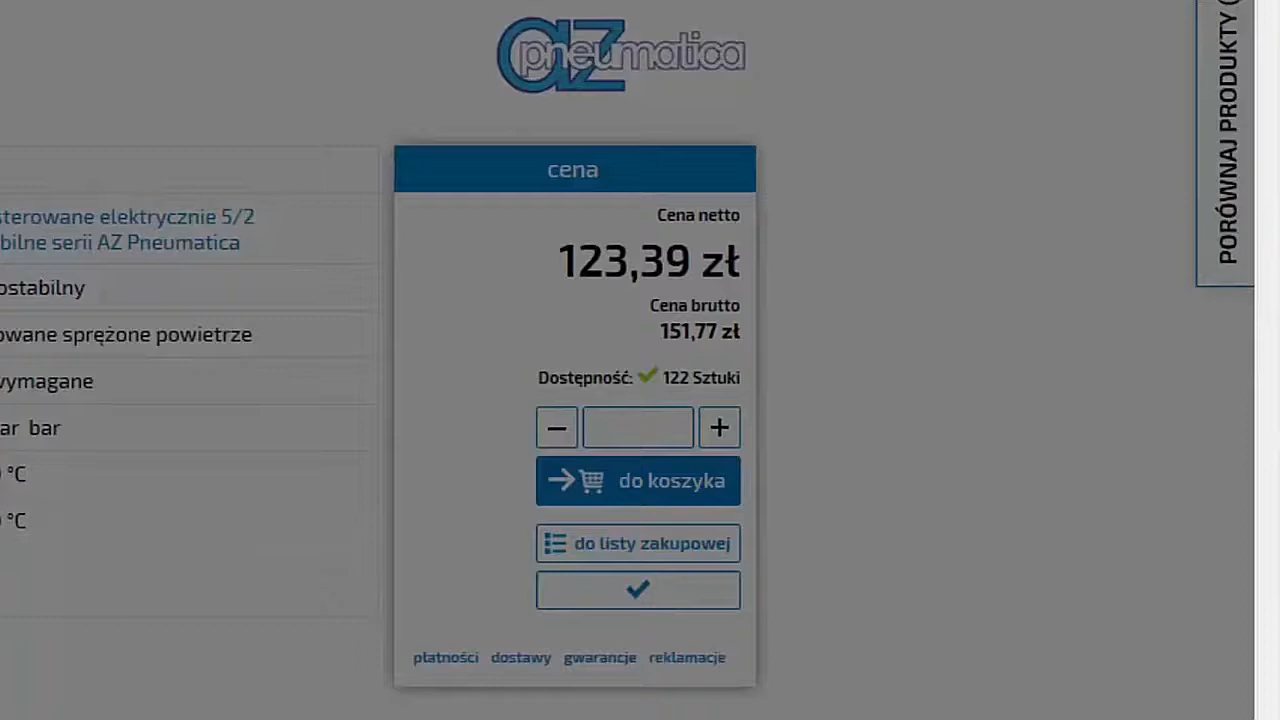 az pneumatica
PORÓWNAJ PRODUKTY (
cena
sterowane elektrycznie 5/2
bilne serii AZ Pneumatica
ostabilny
owane sprężone powietrze
wymagane
ar bar
°C
°C
Cena netto
123,39 zł
Cena brutto
151,77 zł
Dostępność: 122 Sztuki
− +
do koszyka
do listy zakupowej
płatności dostawy gwarancje reklamacje